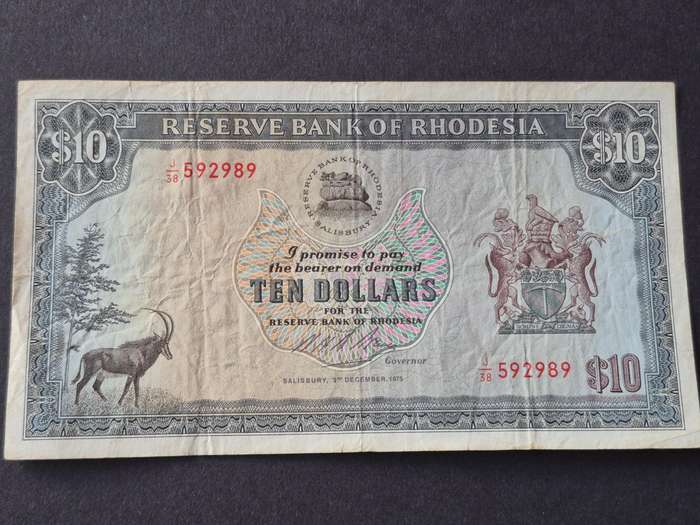 RESERVE BANK OF RHODESIA
$10
$10
J/38 592989
RESERVE BANK OF RHODESIA
SALISBURY
I promise to pay
the bearer on demand
TEN DOLLARS
FOR THE
RESERVE BANK OF RHODESIA
Governor
SALISBURY, 3RD DECEMBER, 1975
J/38 592989
$10